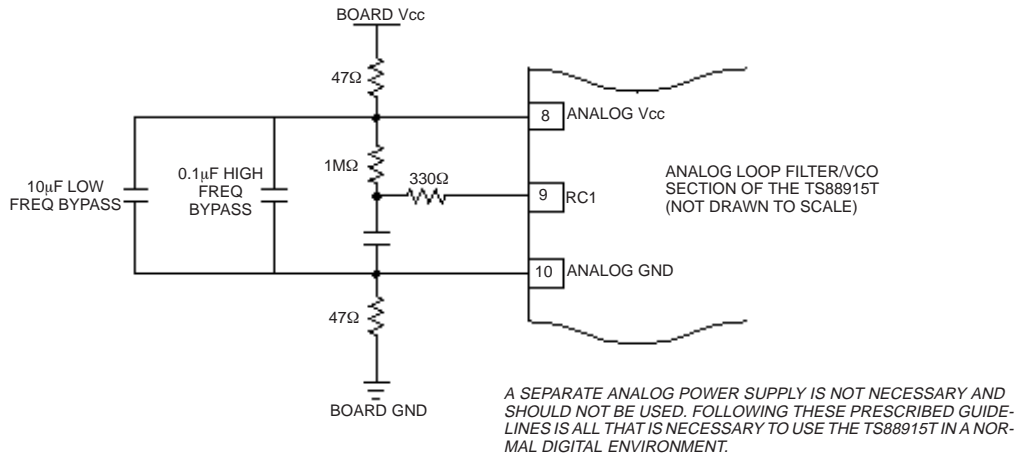 BOARD Vcc
47Ω
8
ANALOG Vcc
1MΩ
330Ω
10μF LOW
FREQ BYPASS
0.1μF HIGH
FREQ
BYPASS
9
RC1
ANALOG LOOP FILTER/VCO
SECTION OF THE TS88915T
(NOT DRAWN TO SCALE)
10
ANALOG GND
47Ω
BOARD GND
A SEPARATE ANALOG POWER SUPPLY IS NOT NECESSARY AND
SHOULD NOT BE USED. FOLLOWING THESE PRESCRIBED GUIDE-
LINES IS ALL THAT IS NECESSARY TO USE THE TS88915T IN A NOR-
MAL DIGITAL ENVIRONMENT.